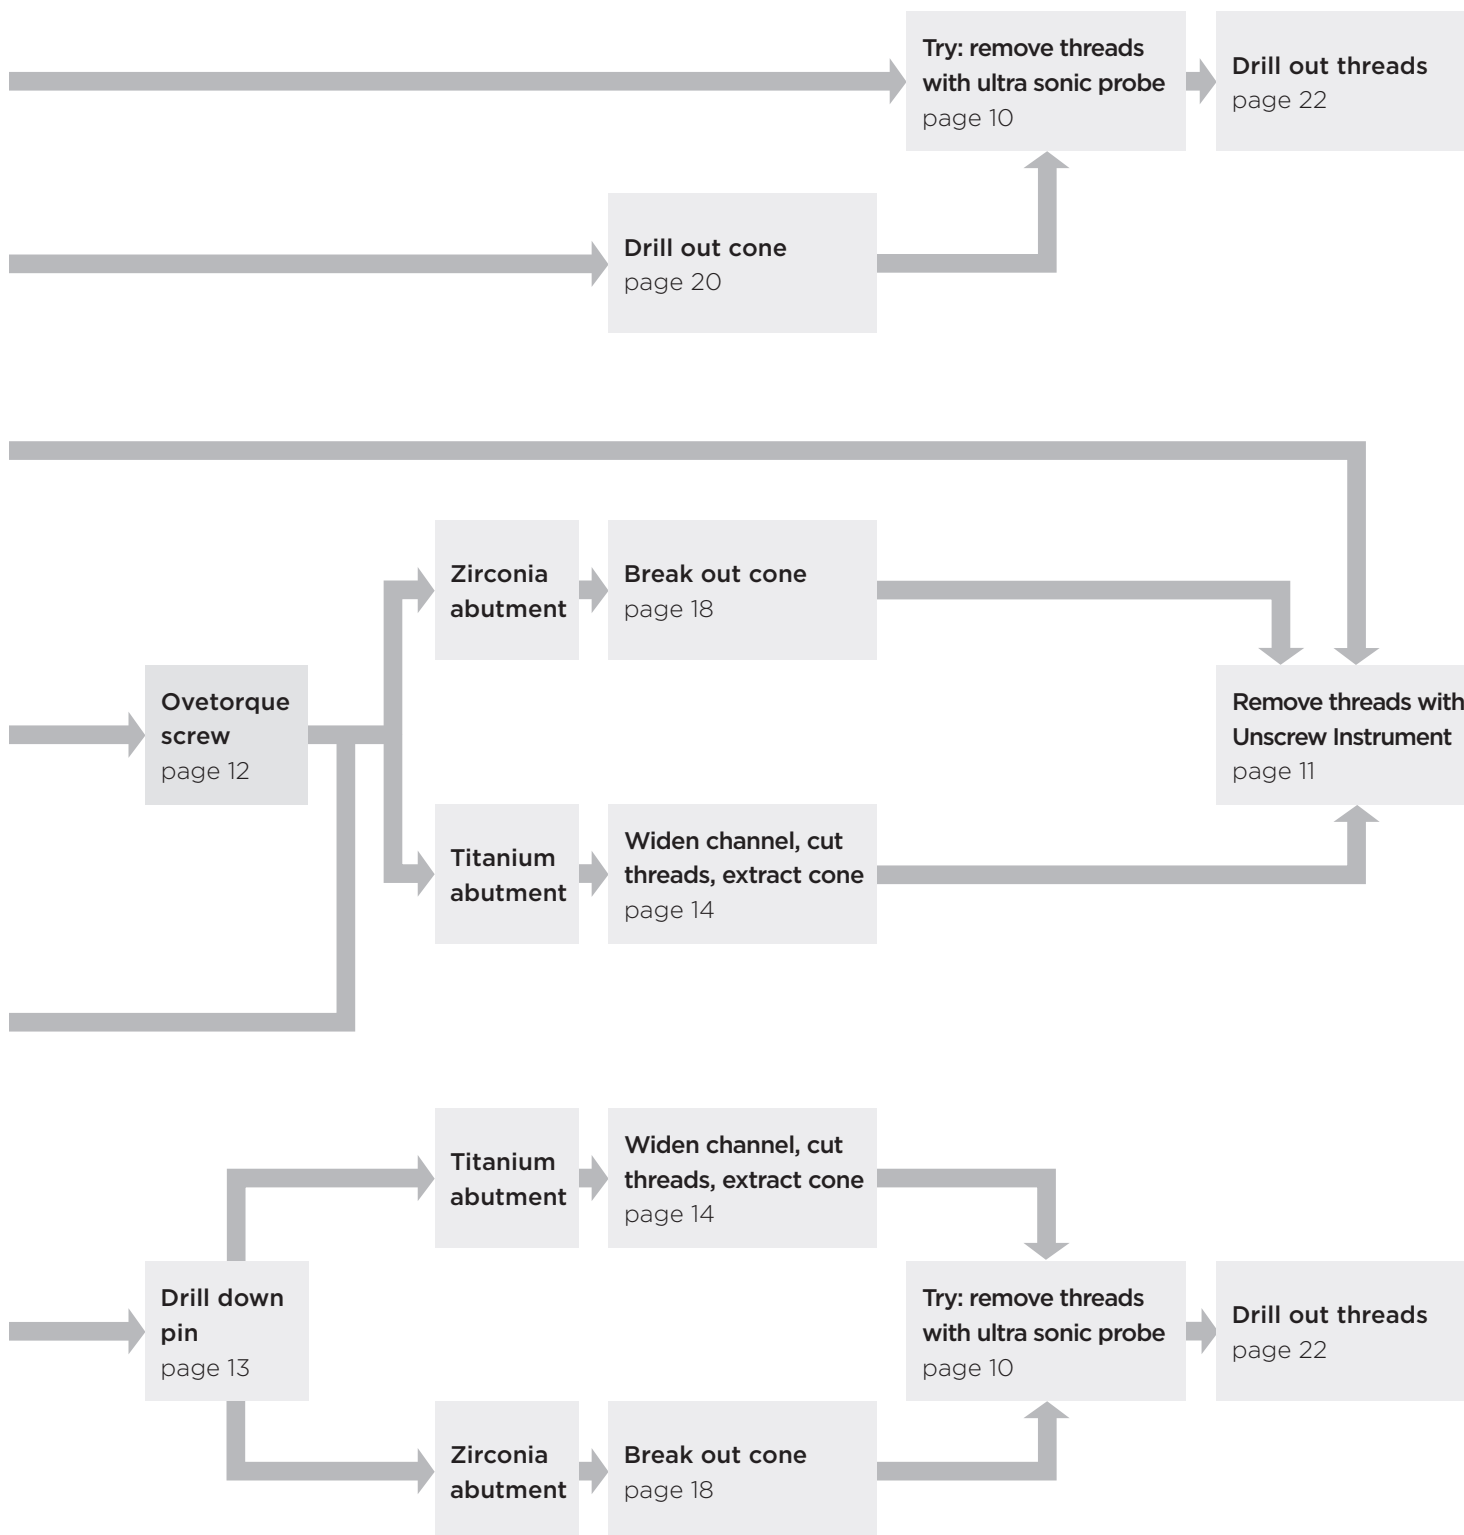 Try: remove threads
with ultra sonic probe
page 10
Drill out threads
page 22
Drill out cone
page 20
Zirconia
abutment
Break out cone
page 18
Ovetorque
screw
page 12
Remove threads with
Unscrew Instrument
page 11
Titanium
abutment
Widen channel, cut
threads, extract cone
page 14
Titanium
abutment
Widen channel, cut
threads, extract cone
page 14
Drill down
pin
page 13
Try: remove threads
with ultra sonic probe
page 10
Drill out threads
page 22
Zirconia
abutment
Break out cone
page 18